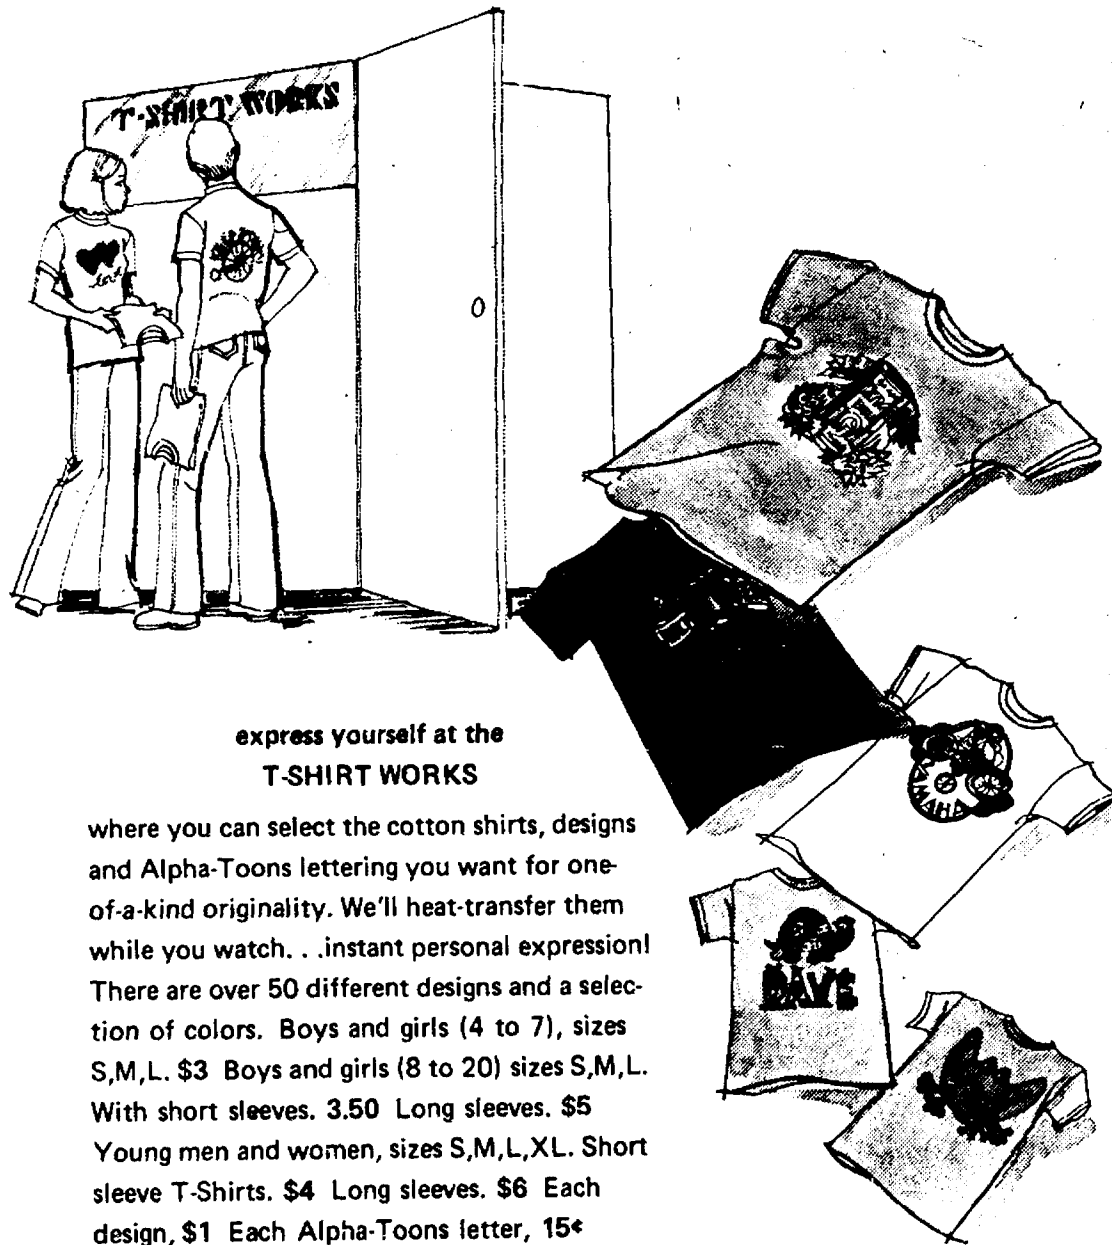 T-SHIRT WORKS
love
express yourself at the
T-SHIRT WORKS
where you can select the cotton shirts, designs
and Alpha-Toons lettering you want for one-
of-a-kind originality. We'll heat-transfer them
while you watch. . .instant personal expression!
There are over 50 different designs and a selec-
tion of colors. Boys and girls (4 to 7), sizes
S,M,L. $3 Boys and girls (8 to 20) sizes S,M,L.
With short sleeves. 3.50 Long sleeves. $5
Young men and women, sizes S,M,L,XL. Short
sleeve T-Shirts. $4 Long sleeves. $6 Each
design, $1 Each Alpha-Toons letter, 15¢
YAMAHA
DAVE